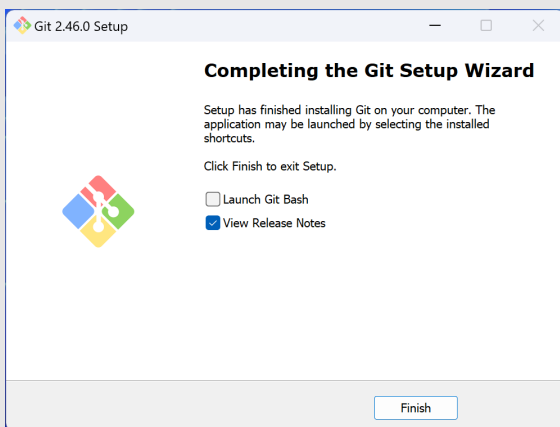 Git 2.46.0 Setup
Completing the Git Setup Wizard
Setup has finished installing Git on your computer. The
application may be launched by selecting the installed
shortcuts.
Click Finish to exit Setup.
Launch Git Bash
View Release Notes
Finish